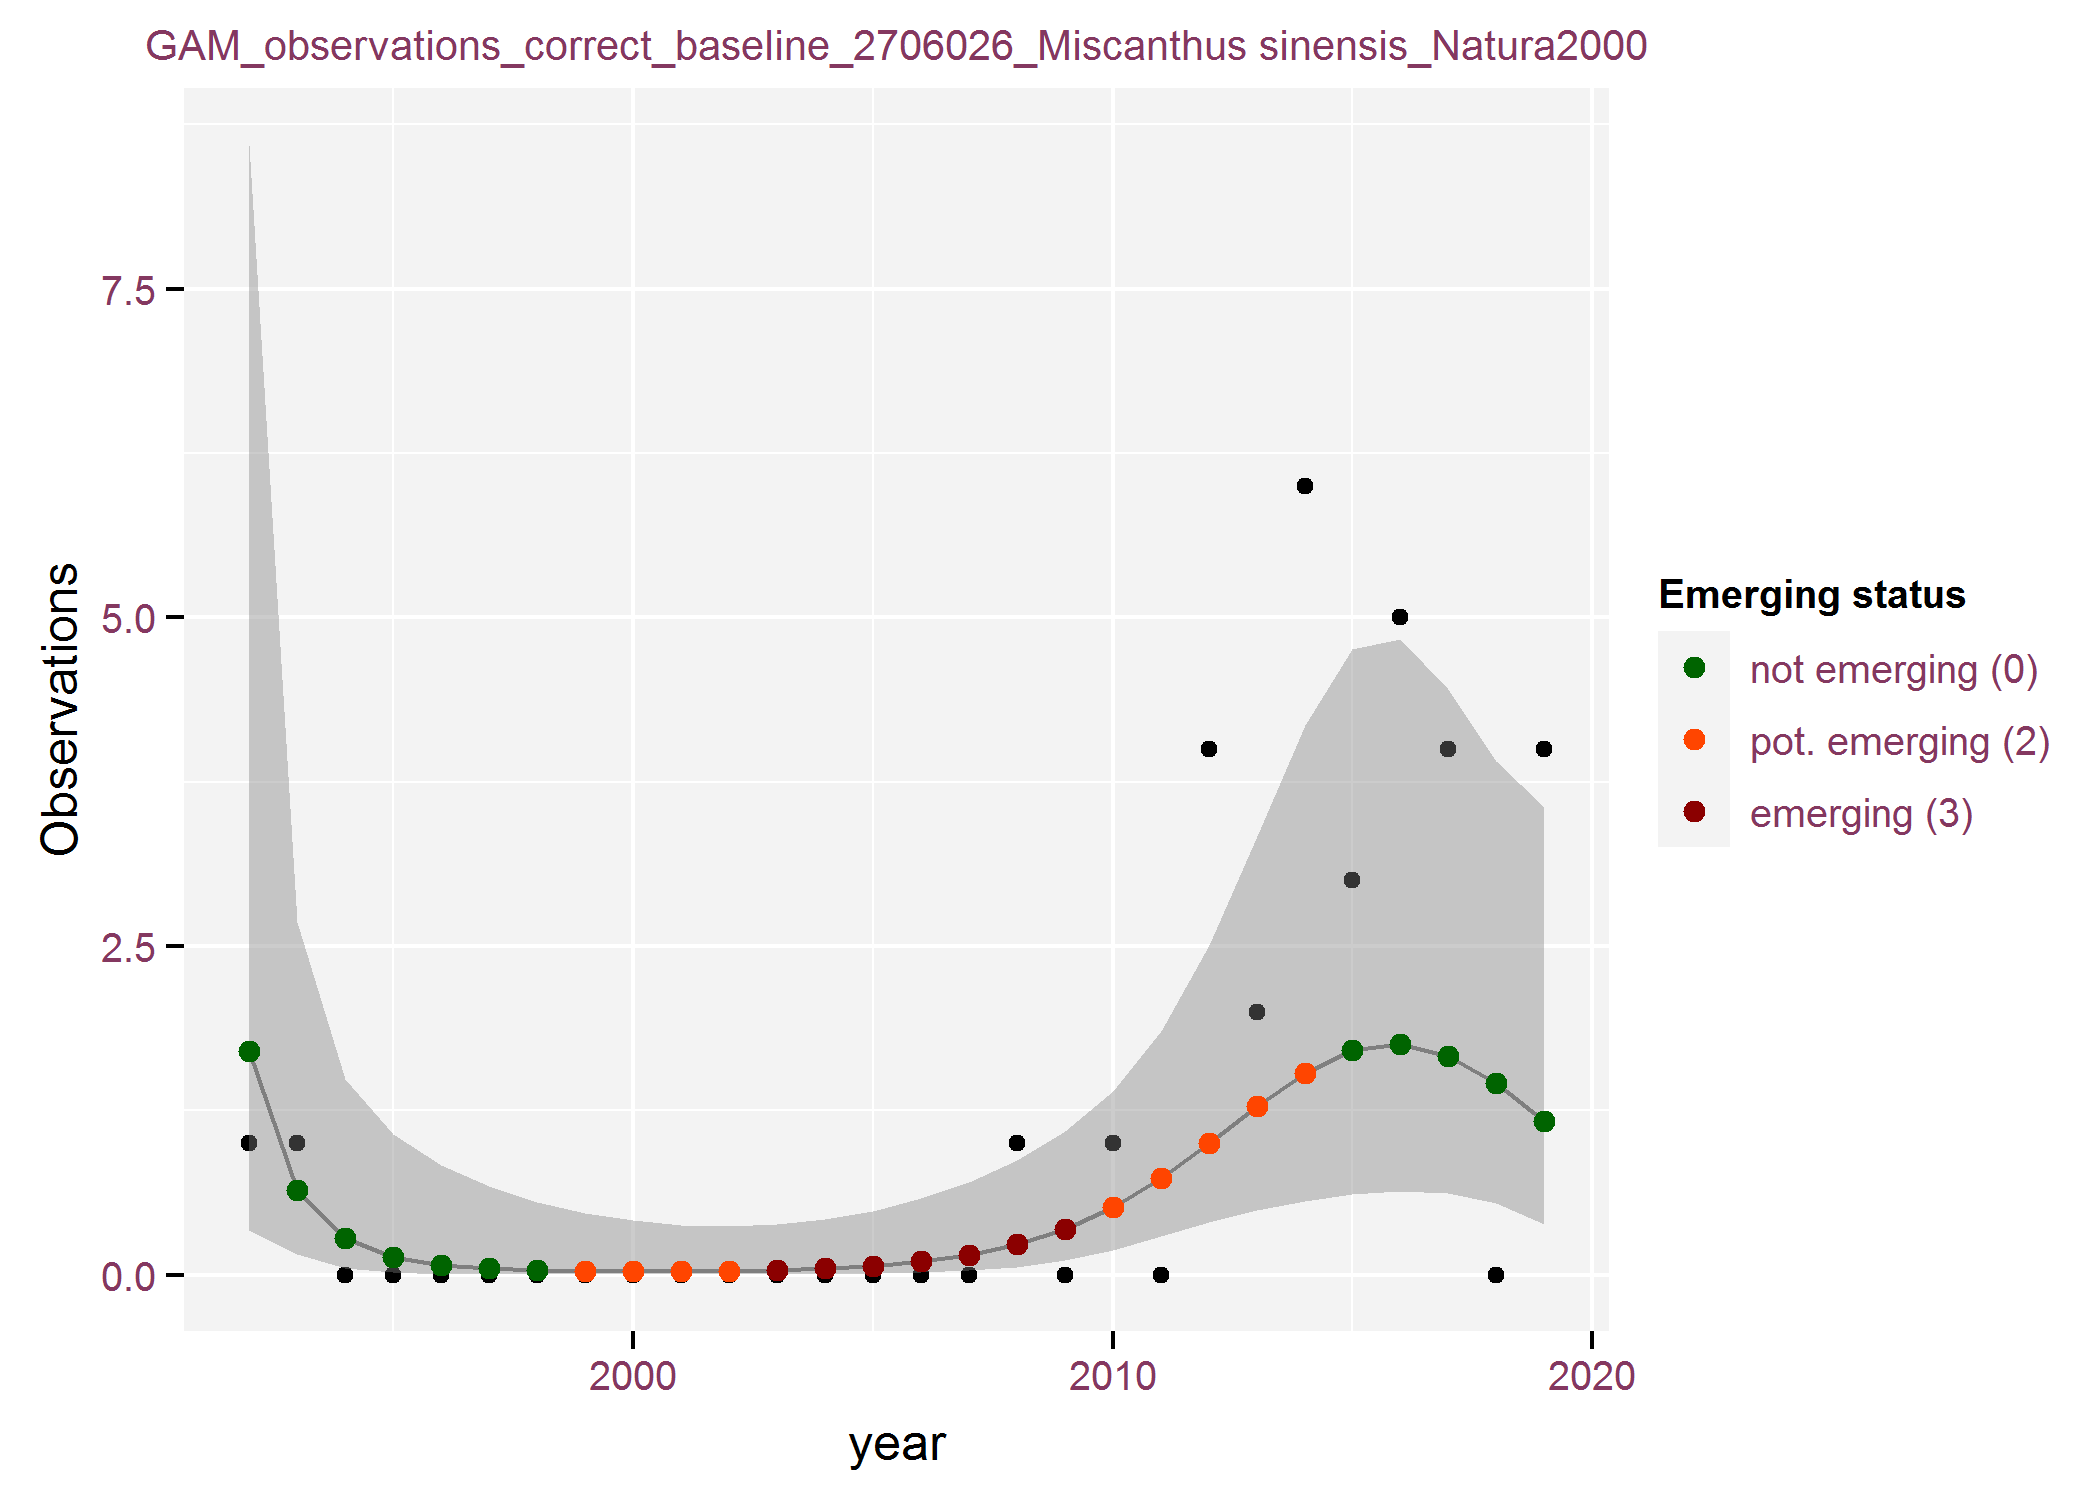 GAM_observations_correct_baseline_2706026_Miscanthus sinensis_Natura2000
Observations
7.5
5.0
2.5
0.0
2000
2010
2020
year
Emerging status
not emerging (0)
pot. emerging (2)
emerging (3)